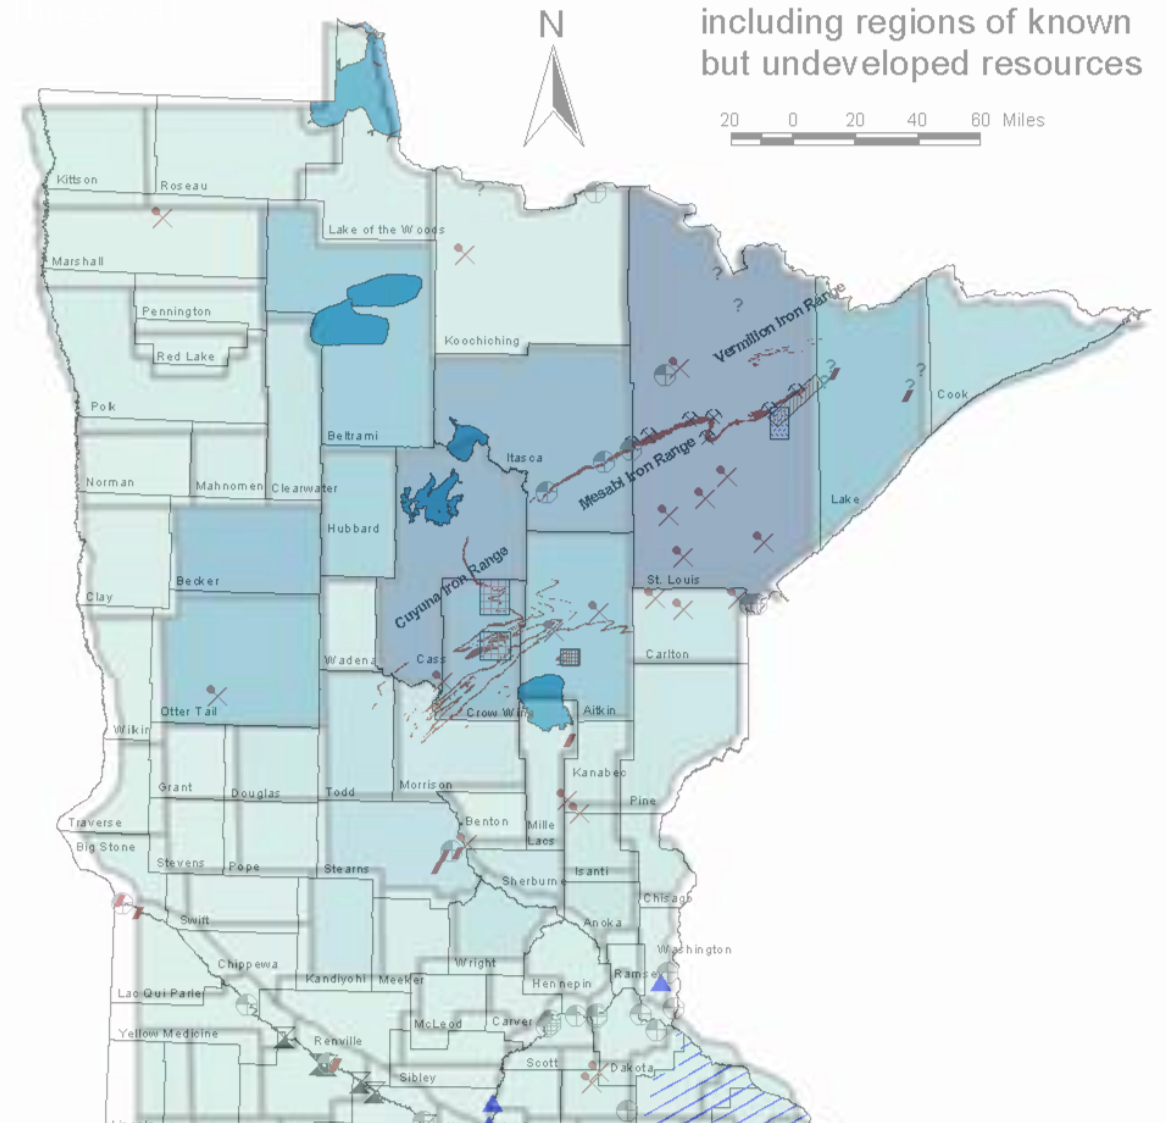 including regions of known
but undeveloped resources
N
20 0 20 40 60 Miles
Kittson
Roseau
Lake of the Woods
Marshall
Pennington
Red Lake
Koochiching
Vermilion Iron Range
Polk
Beltrami
Cook
Norman
Mahnomen
Clearwater
Itasca
Mesabi Iron Range
Lake
Hubbard
Becker
Clay
Cuyuna Iron Range
St. Louis
Wadena
Cass
Carlton
Otter Tail
Crow Wing
Aitkin
Wilkin
Grant
Douglas
Todd
Morrison
Kanabec
Pine
Traverse
Benton
Mille
Lacs
Big Stone
Stevens
Pope
Stearns
Sherburne
Isanti
Chisago
Swift
Anoka
Washington
Chippewa
Kandiyohi
Meeker
Wright
Hennepin
Ramsey
Lac Qui Parle
Yellow Medicine
Renville
McLeod
Carver
Sibley
Scott
Dakota
?
?
?
?
?
?
?